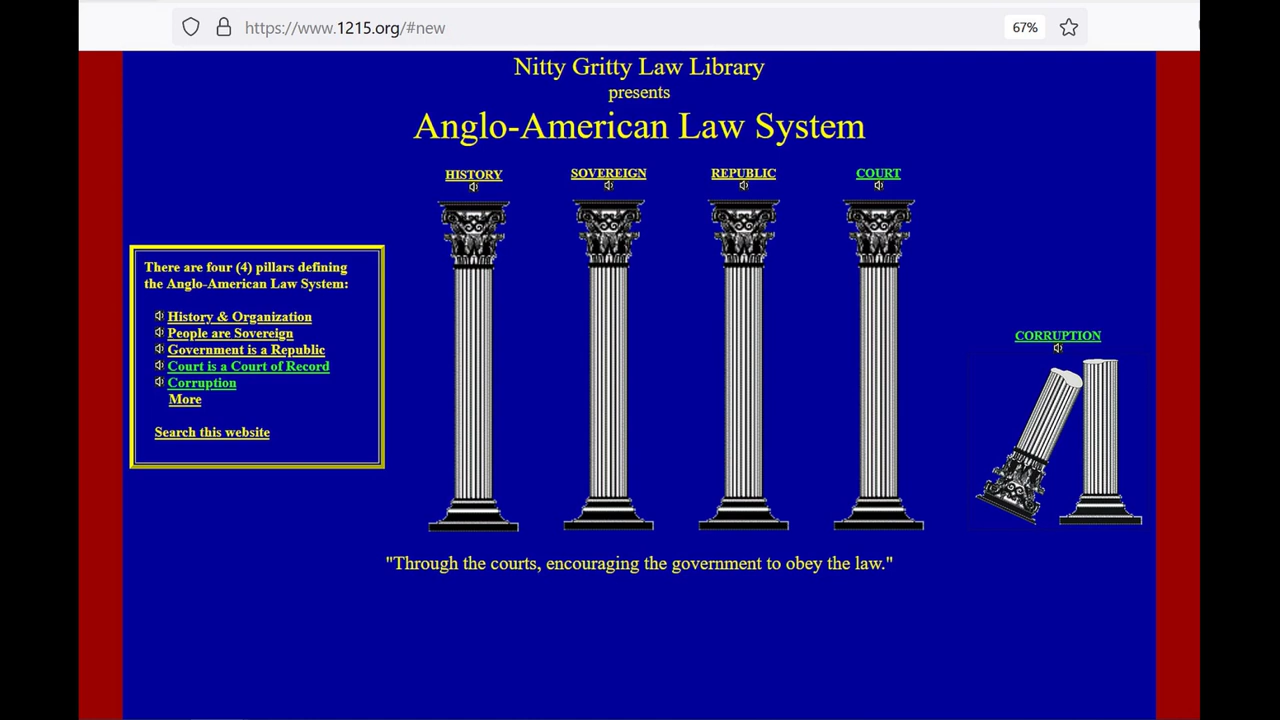 https://www.1215.org/#new
67%
Nitty Gritty Law Library
presents
Anglo-American Law System
HISTORY
SOVEREIGN
REPUBLIC
COURT
There are four (4) pillars defining
the Anglo-American Law System:
History & Organization
People are Sovereign
Government is a Republic
Court is a Court of Record
Corruption
More
Search this website
CORRUPTION
"Through the courts, encouraging the government to obey the law."